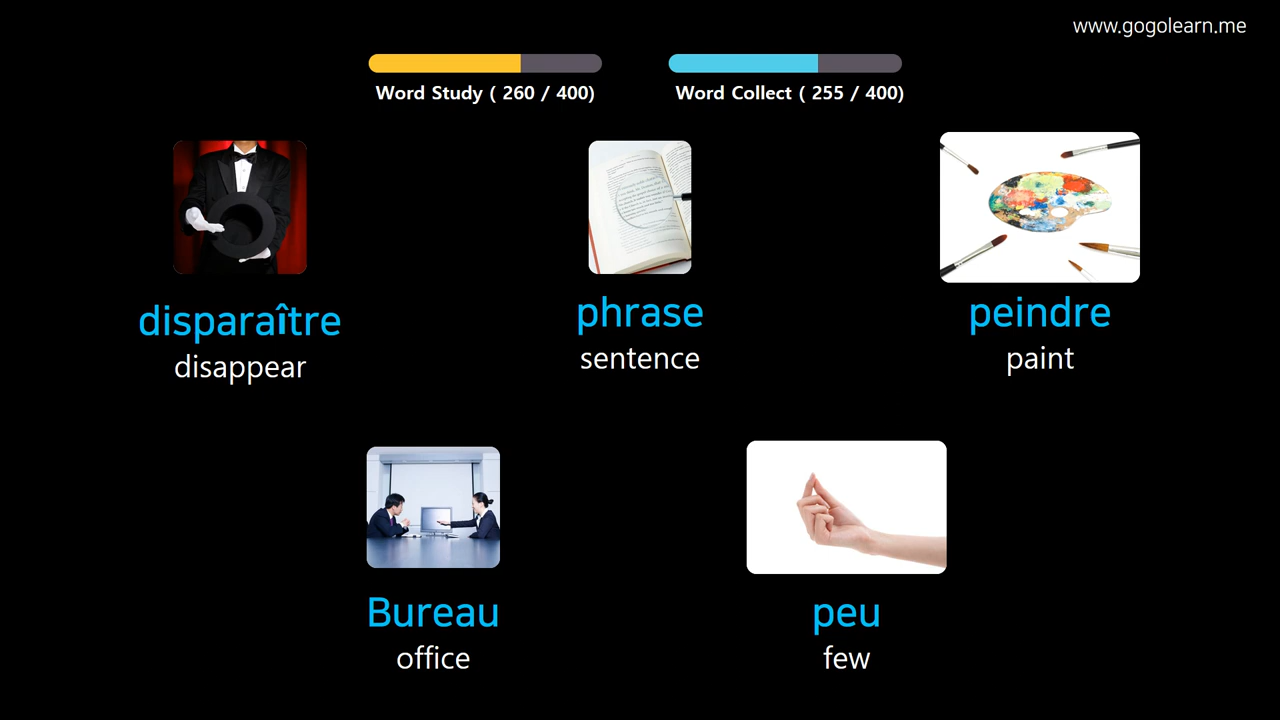 www.gogolearn.me
Word Study ( 260 / 400)
Word Collect ( 255 / 400)
disparaître
disappear
phrase
sentence
peindre
paint
Bureau
office
peu
few